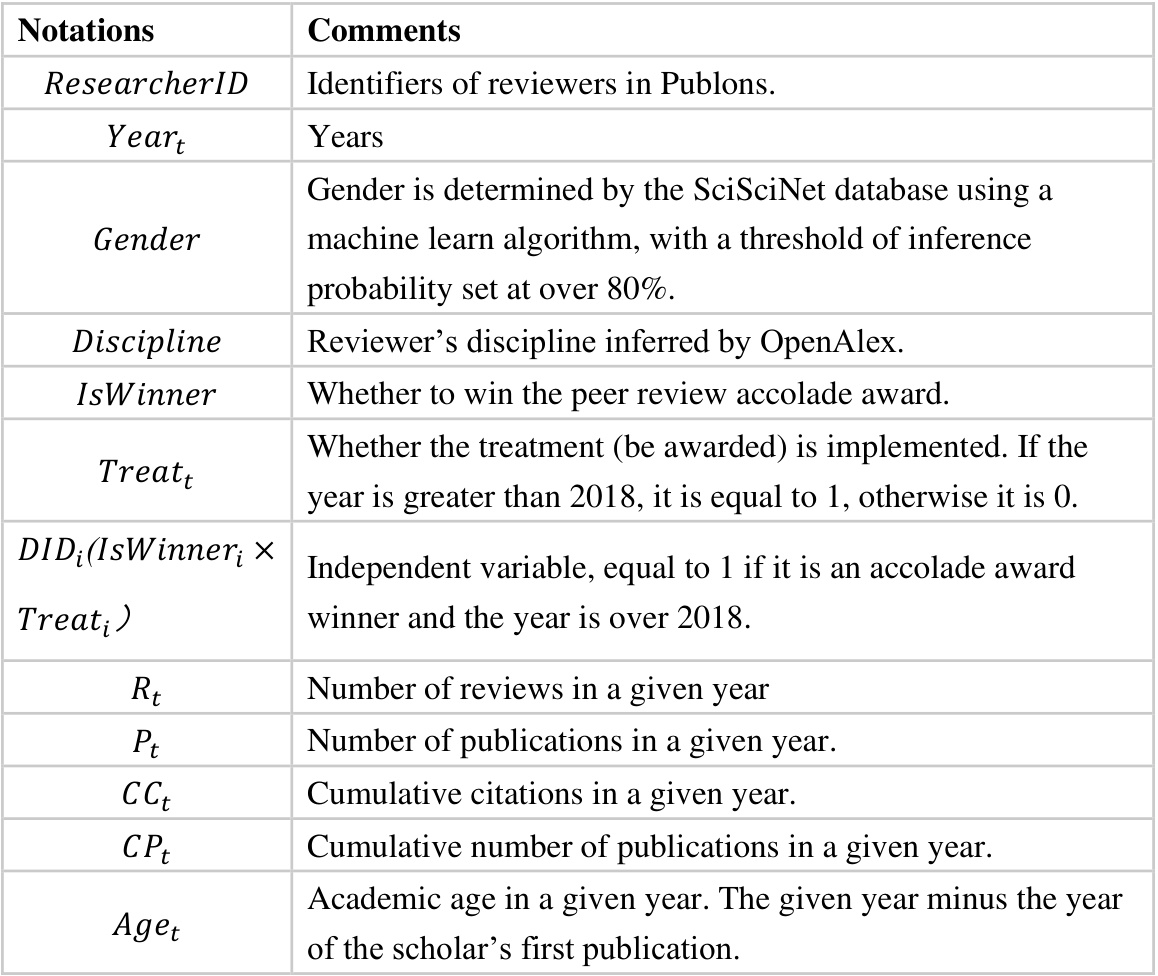 Notations Comments
ResearcherID Identifiers of reviewers in Publons.
Year_t Years
Gender is determined by the SciSciNet database using a
Gender machine learn algorithm, with a threshold of inference
probability set at over 80%.
Discipline Reviewer’s discipline inferred by OpenAlex.
IsWinner Whether to win the peer review accolade award.
Treat_t Whether the treatment (be awarded) is implemented. If the
year is greater than 2018, it is equal to 1, otherwise it is 0.
DID_i(IsWinner_i ×
Treat_i）
Independent variable, equal to 1 if it is an accolade award
winner and the year is over 2018.
R_t Number of reviews in a given year
P_t Number of publications in a given year.
CC_t Cumulative citations in a given year.
CP_t Cumulative number of publications in a given year.
Age_t Academic age in a given year. The given year minus the year
of the scholar’s first publication.